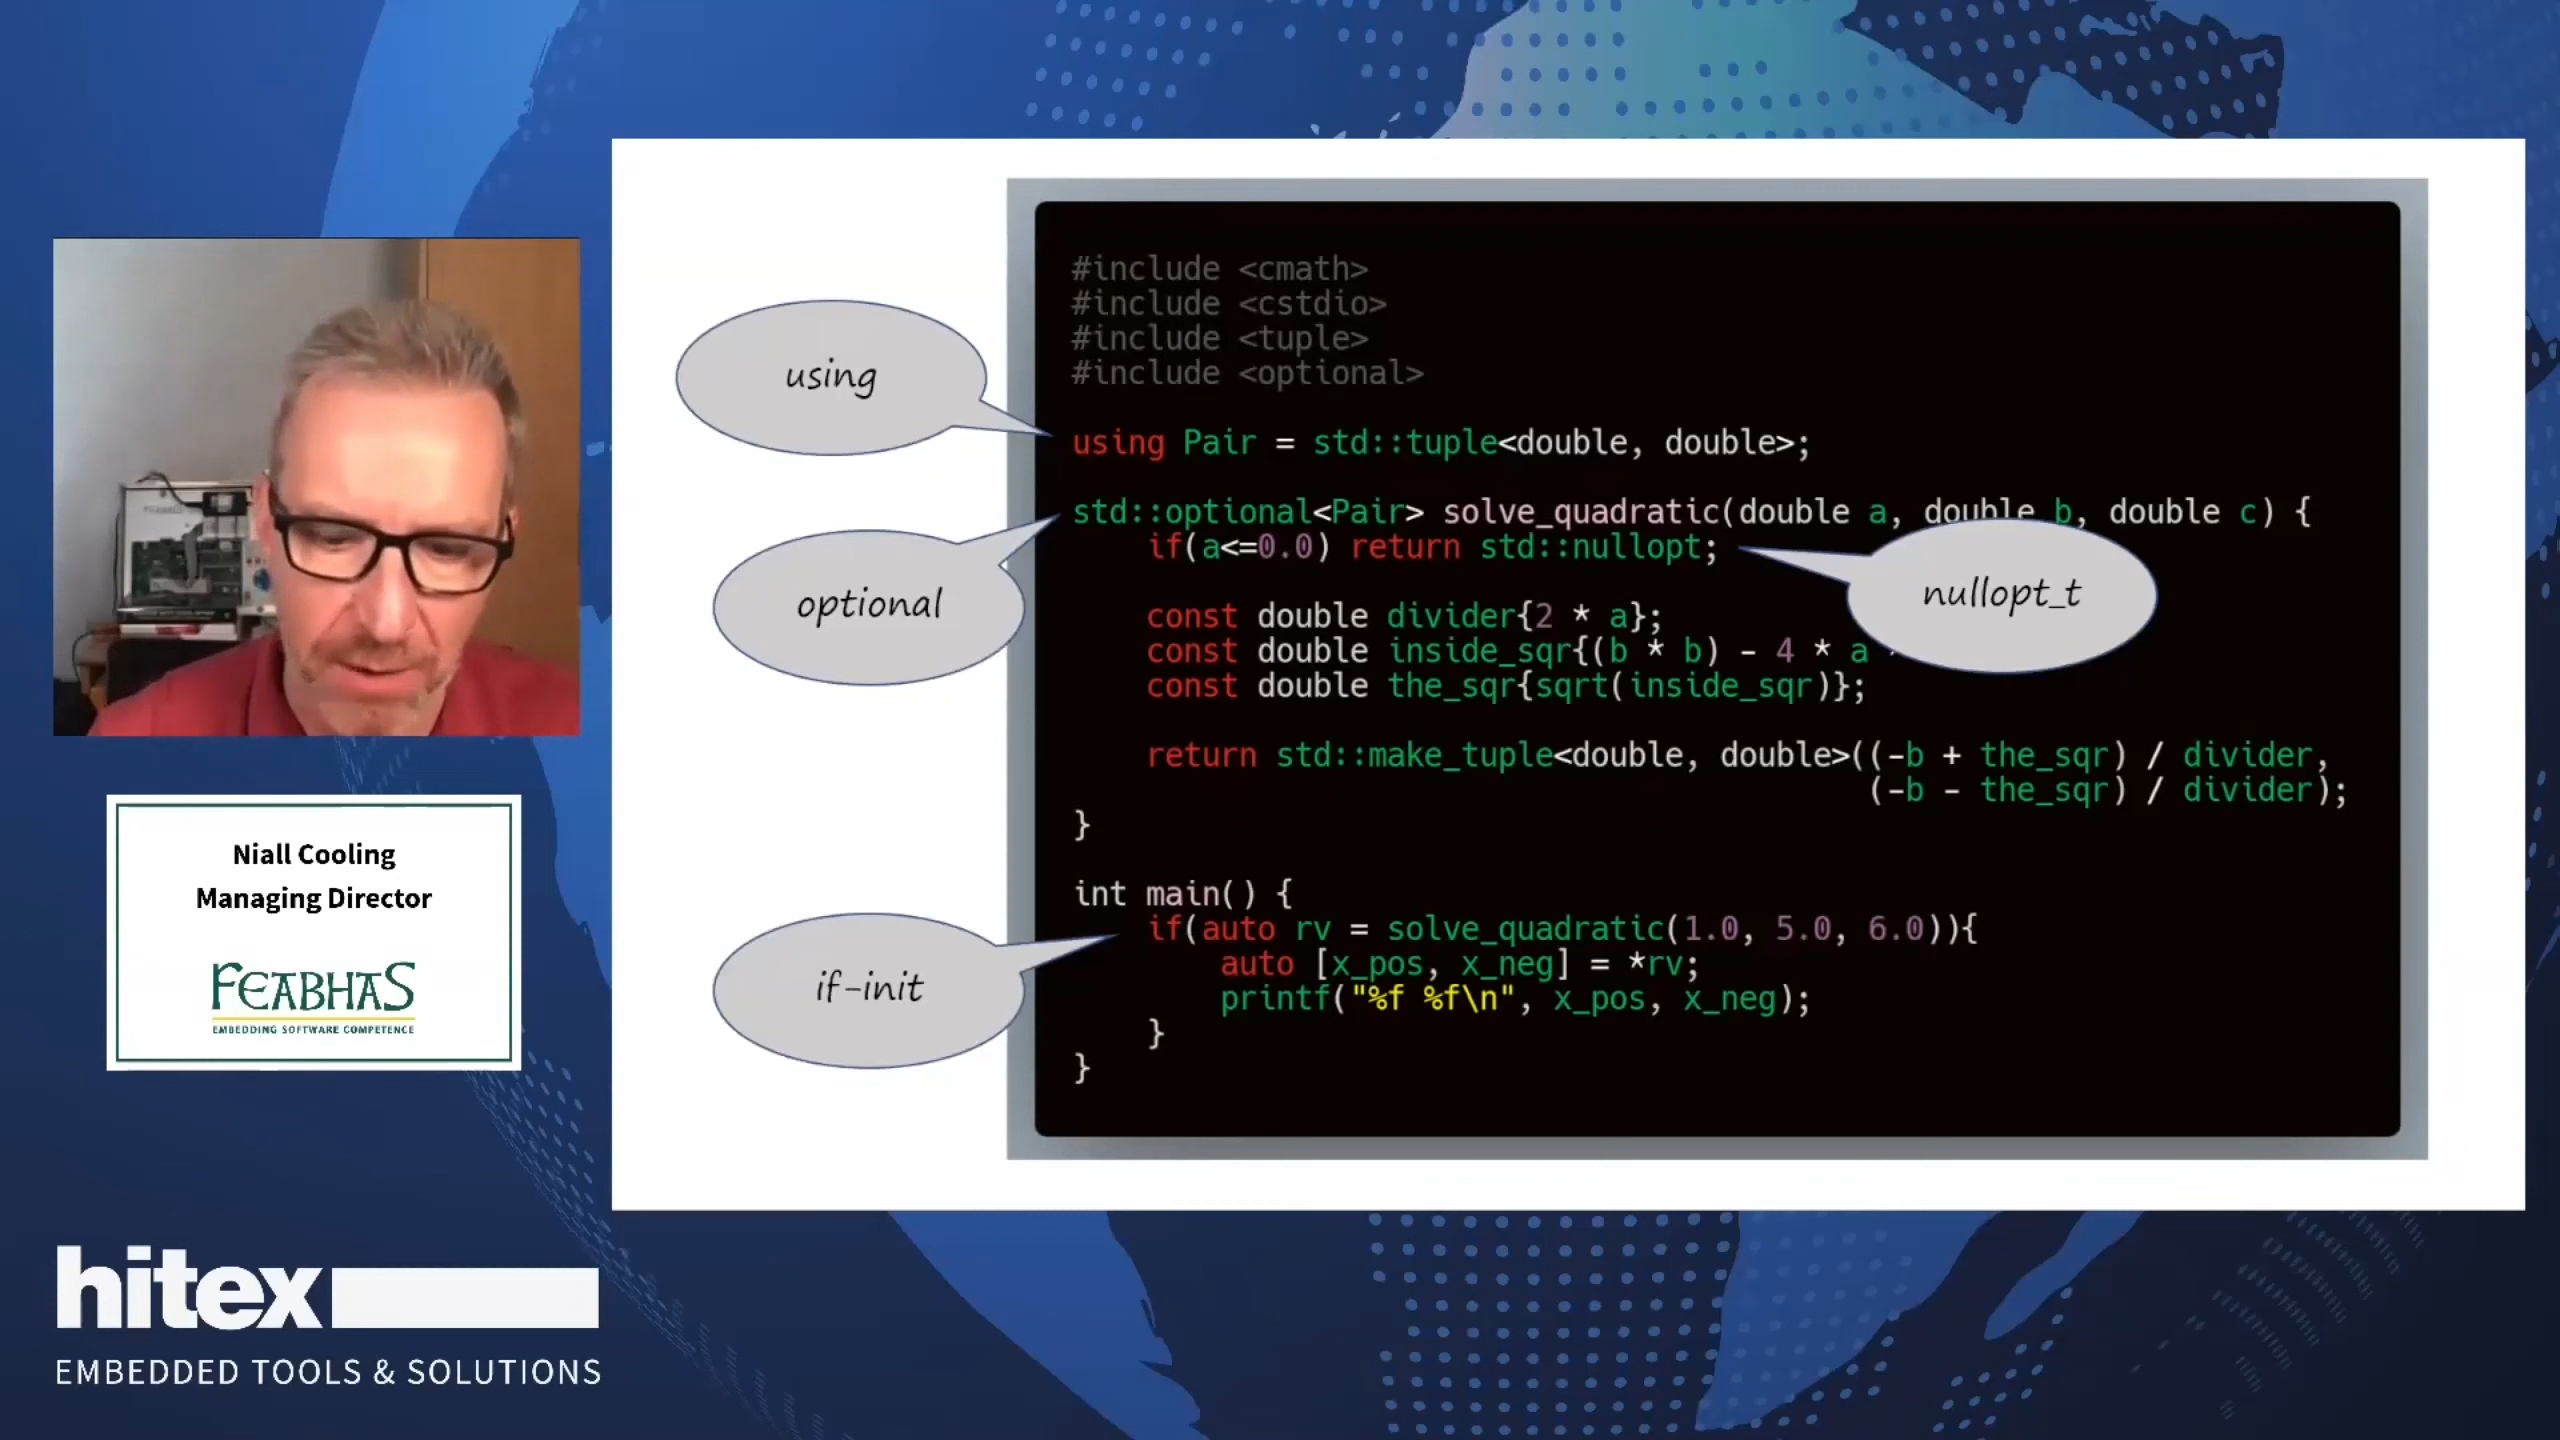 #include <cmath>
#include <cstdio>
#include <tuple>
#include <optional>
using
using Pair = std::tuple<double, double>;
std::optional<Pair> solve_quadratic(double a, double b, double c) {
if(a<=0.0) return std::nullopt;
optional
nullopt_t
const double divider{2 * a};
const double inside_sqr{(b * b) - 4 * a
const double the_sqr{sqrt(inside_sqr)};
return std::make_tuple<double, double>((-b + the_sqr) / divider,
(-b - the_sqr) / divider);
}
int main() {
if(auto rv = solve_quadratic(1.0, 5.0, 6.0)){
auto [x_pos, x_neg] = *rv;
printf("%f %f\n", x_pos, x_neg);
}
}
if-init
Niall Cooling
Managing Director
FEABHAS
EMBEDDING SOFTWARE COMPETENCE
hitex
EMBEDDED TOOLS & SOLUTIONS